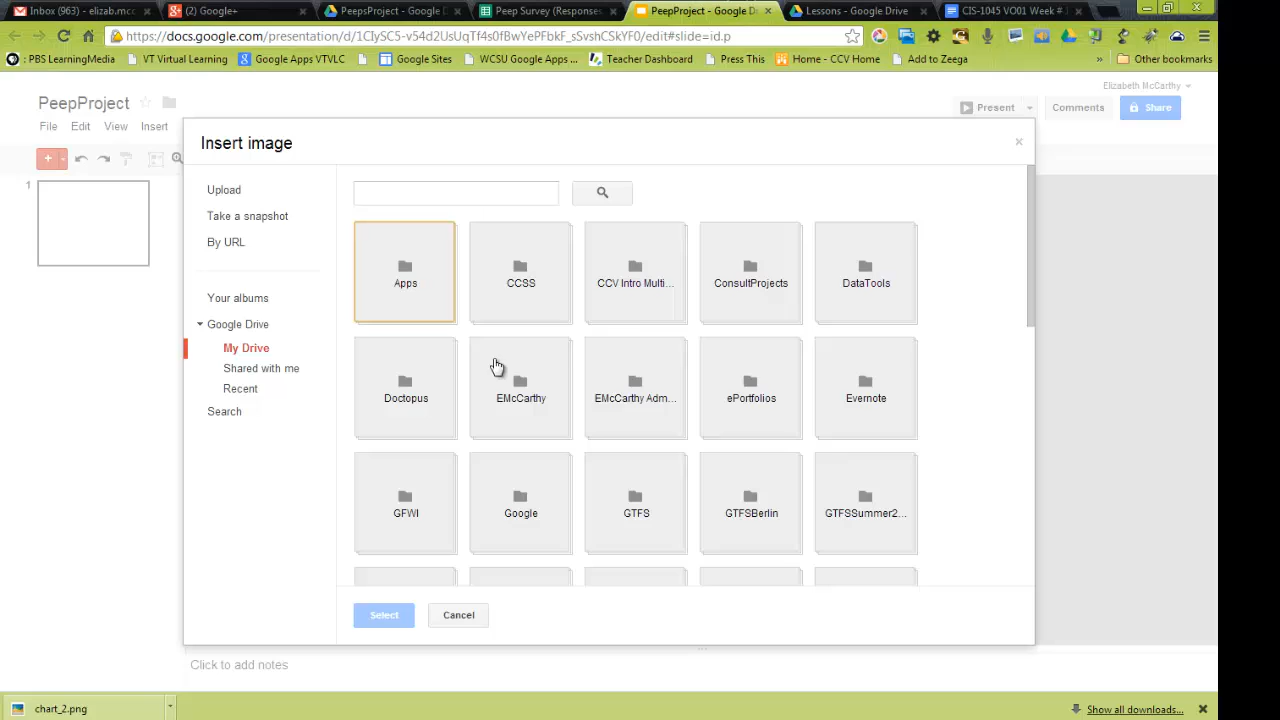 Inbox (963) - elizab.mcc
(2) Google+
PeepsProject - Google D
Peep Survey (Responses
PeepProject - Google D
Lessons - Google Drive
CIS-1045 VO01 Week #
https://docs.google.com/presentation/d/1CIySC5-v54d2UsUqTf4s0fBwYePFbkF_sSvshCSkYF0/edit#slide=id.p
: PBS LearningMedia
VT Virtual Learning
Google Apps VTVLC
Google Sites
WCSU Google Apps ...
Teacher Dashboard
Press This
Home - CCV Home
Add to Zeega
»
Other bookmarks
Elizabeth McCarthy
PeepProject
Present
Comments
Share
File
Edit
View
Insert
Insert image
×
Upload
Take a snapshot
By URL
Your albums
Google Drive
My Drive
Shared with me
Recent
Search
Apps
CCSS
CCV Intro Multi...
ConsultProjects
DataTools
Doctopus
EMcCarthy
EMcCarthy Adm...
ePortfolios
Evernote
GFWI
Google
GTFS
GTFSBerlin
GTFSSummer2...
Select
Cancel
1
Click to add notes
chart_2.png
Show all downloads...